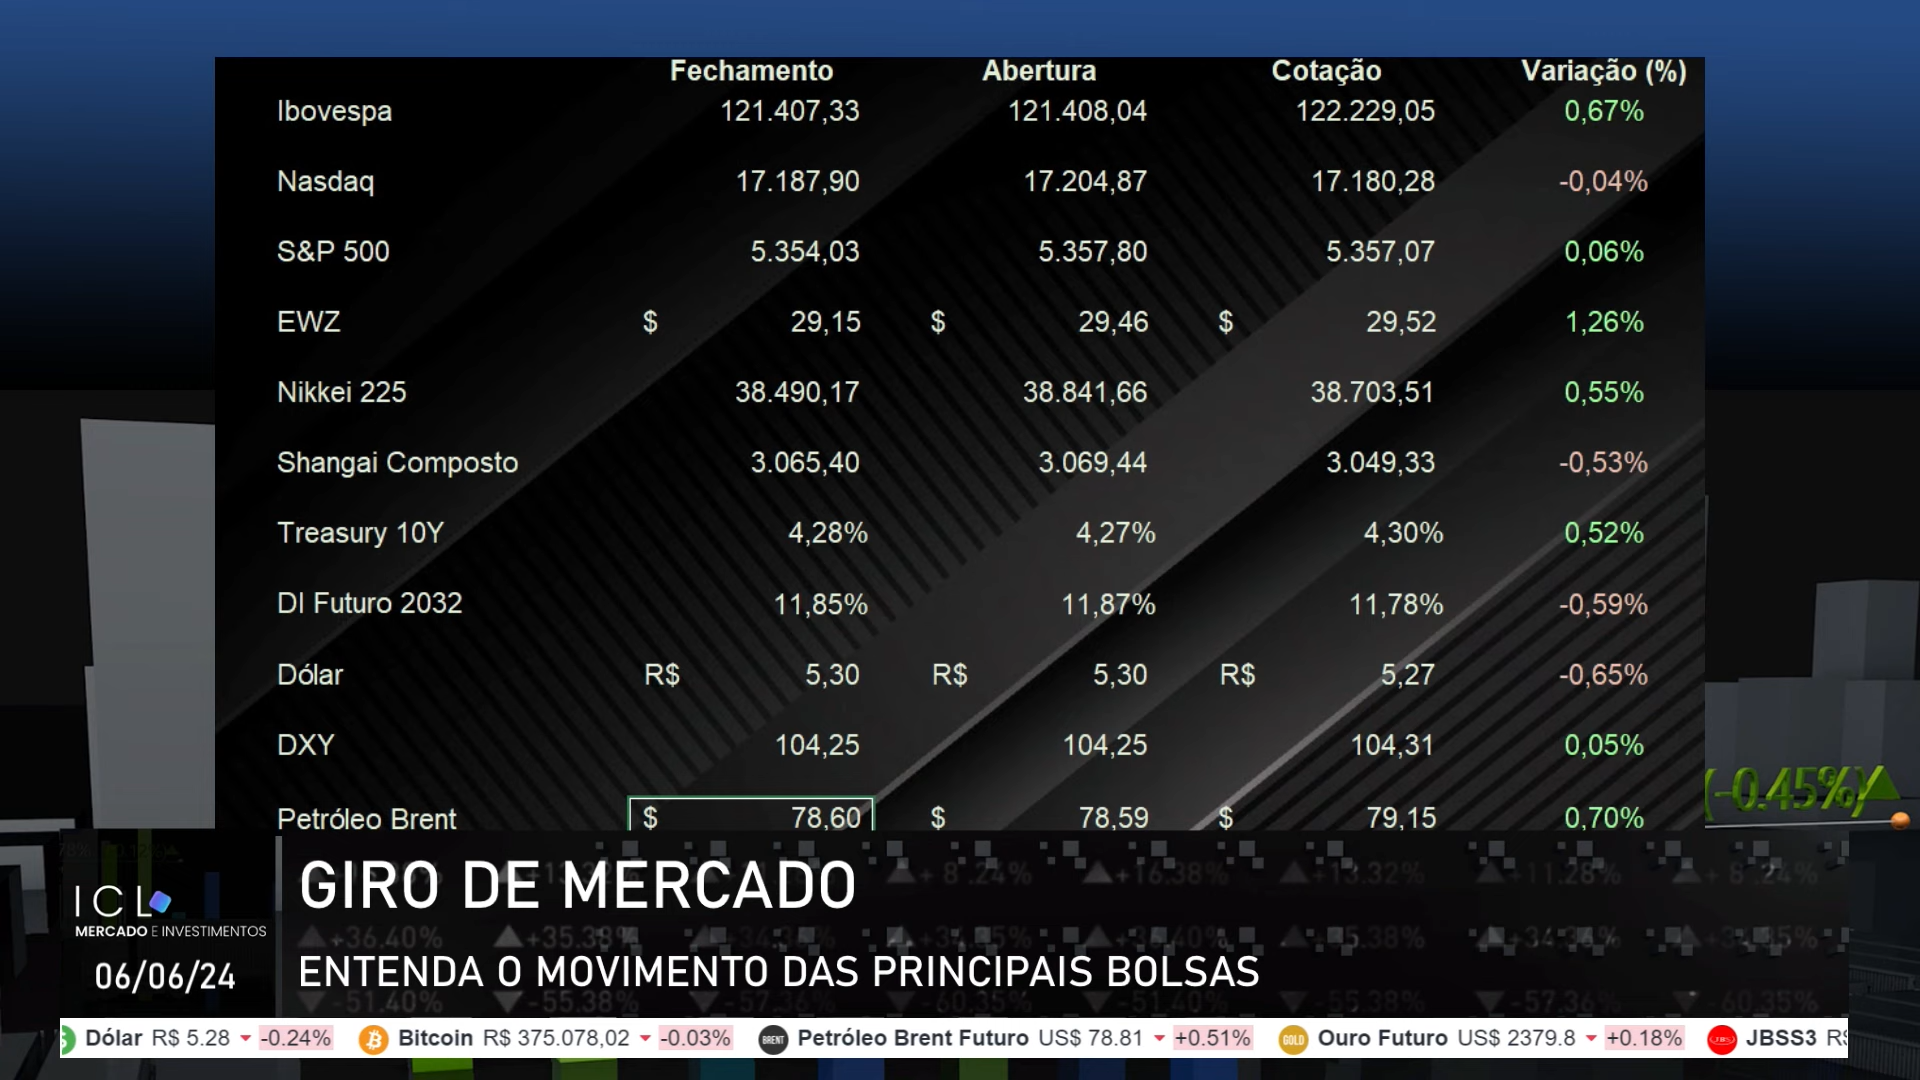 Fechamento Abertura Cotação Variação (%)
Ibovespa 121.407,33 121.408,04 122.229,05 0,67%
Nasdaq 17.187,90 17.204,87 17.180,28 -0,04%
S&P 500 5.354,03 5.357,80 5.357,07 0,06%
EWZ $ 29,15 $ 29,46 $ 29,52 1,26%
Nikkei 225 38.490,17 38.841,66 38.703,51 0,55%
Shangai Composto 3.065,40 3.069,44 3.049,33 -0,53%
Treasury 10Y 4,28% 4,27% 4,30% 0,52%
DI Futuro 2032 11,85% 11,87% 11,78% -0,59%
Dólar R$ 5,30 R$ 5,30 R$ 5,27 -0,65%
DXY 104,25 104,25 104,31 0,05%
Petróleo Brent $ 78,60 $ 78,59 $ 79,15 0,70%
(-0.45%)
GIRO DE MERCADO
ICL
MERCADO E INVESTIMENTOS
06/06/24
ENTENDA O MOVIMENTO DAS PRINCIPAIS BOLSAS
Dólar R$ 5.28 -0.24% Bitcoin R$ 375.078,02 -0.03% BRENT Petróleo Brent Futuro US$ 78.81 +0.51% GOLD Ouro Futuro US$ 2379.8 +0.18% JBS JBSS3 R$